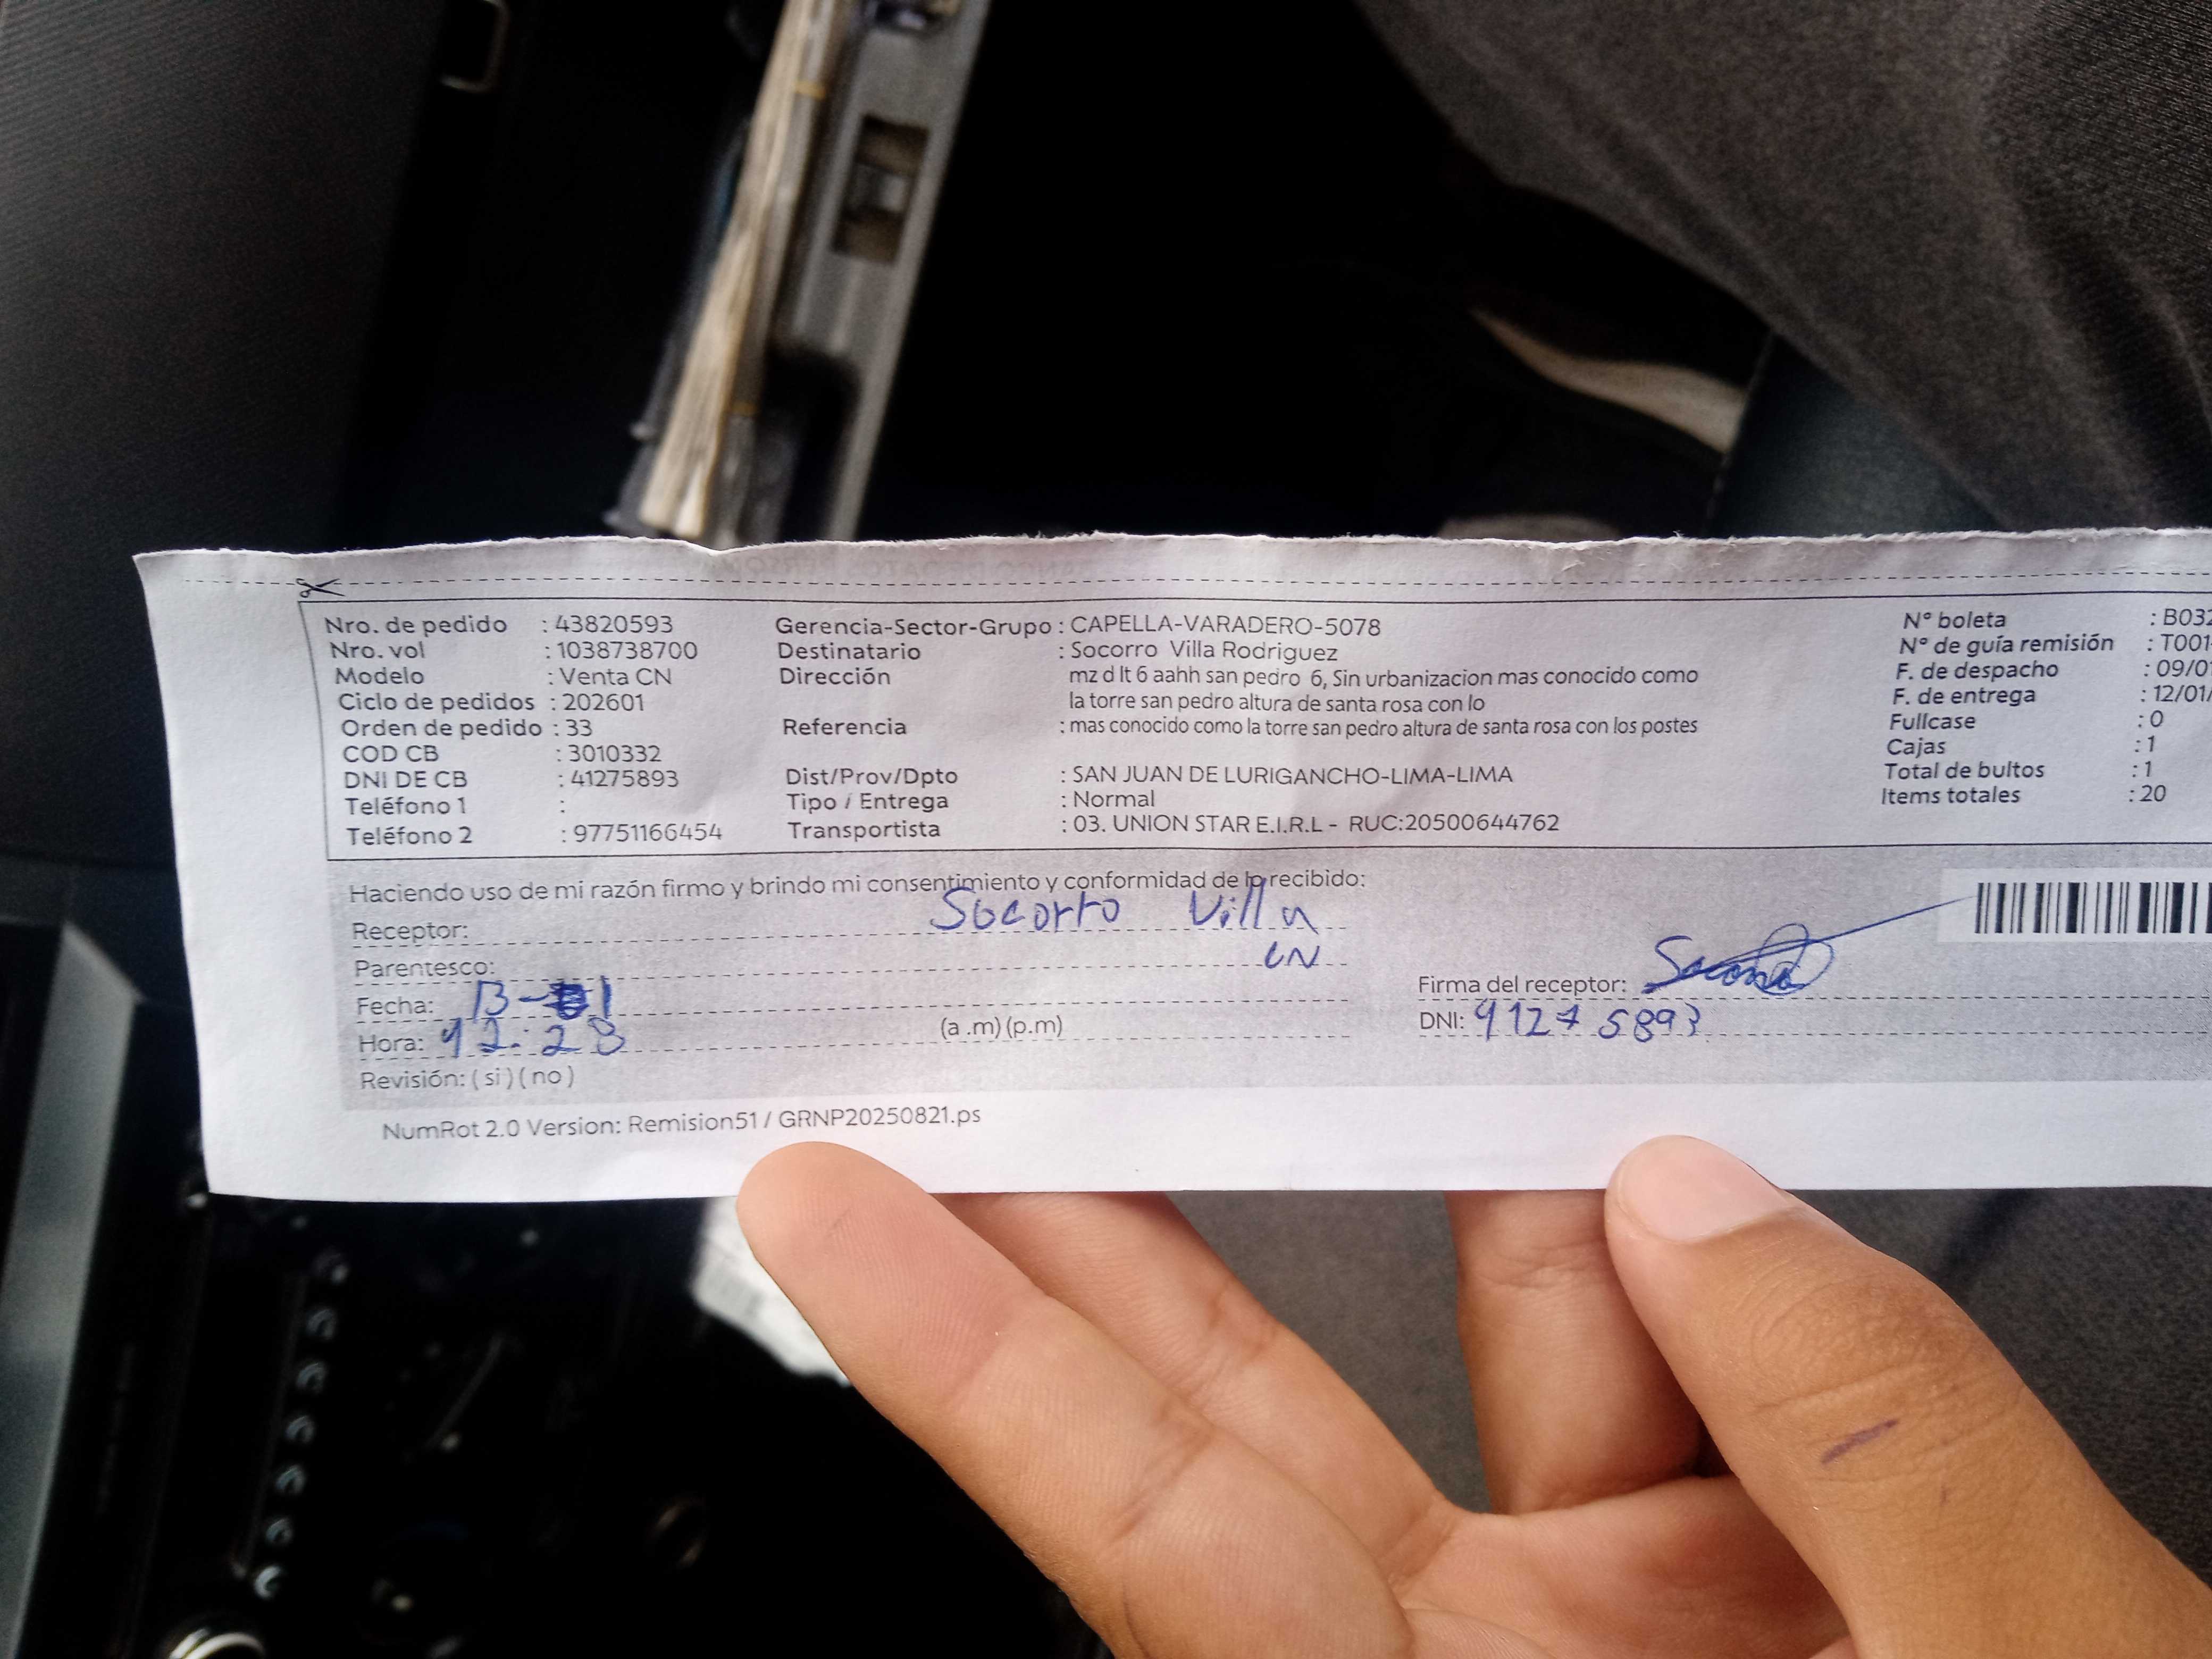 Nro. de pedido : 43820593
Nro. vol : 1038738700
Modelo : Venta CN
Ciclo de pedidos : 202601
Orden de pedido : 33
COD CB : 3010332
DNI DE CB : 41275893
Teléfono 1 :
Teléfono 2 : 97751166454
Gerencia-Sector-Grupo : CAPELLA-VARADERO-5078
Destinatario : Socorro Villa Rodriguez
Dirección mz d lt 6 aahh san pedro 6, Sin urbanizacion mas conocido como
la torre san pedro altura de santa rosa con lo
Referencia : mas conocido como la torre san pedro altura de santa rosa con los postes
Dist/Prov/Dpto : SAN JUAN DE LURIGANCHO-LIMA-LIMA
Tipo / Entrega : Normal
Transportista : 03. UNION STAR E.I.R.L - RUC:20500644762
N° boleta : B032
N° de guía remisión : T001-
F. de despacho : 09/01
F. de entrega : 12/01/
Fullcase : 0
Cajas : 1
Total de bultos : 1
Items totales : 20
Haciendo uso de mi razón firmo y brindo mi consentimiento y conformidad de lo recibido:
Receptor: Socorro Villa
Parentesco: CN
Fecha: 13-01
Hora: 12:28 (a .m) (p.m)
Revisión: ( si ) ( no )
Firma del receptor: Socorro
DNI: 41275893
NumRot 2.0 Version: Remision51 / GRNP20250821.ps